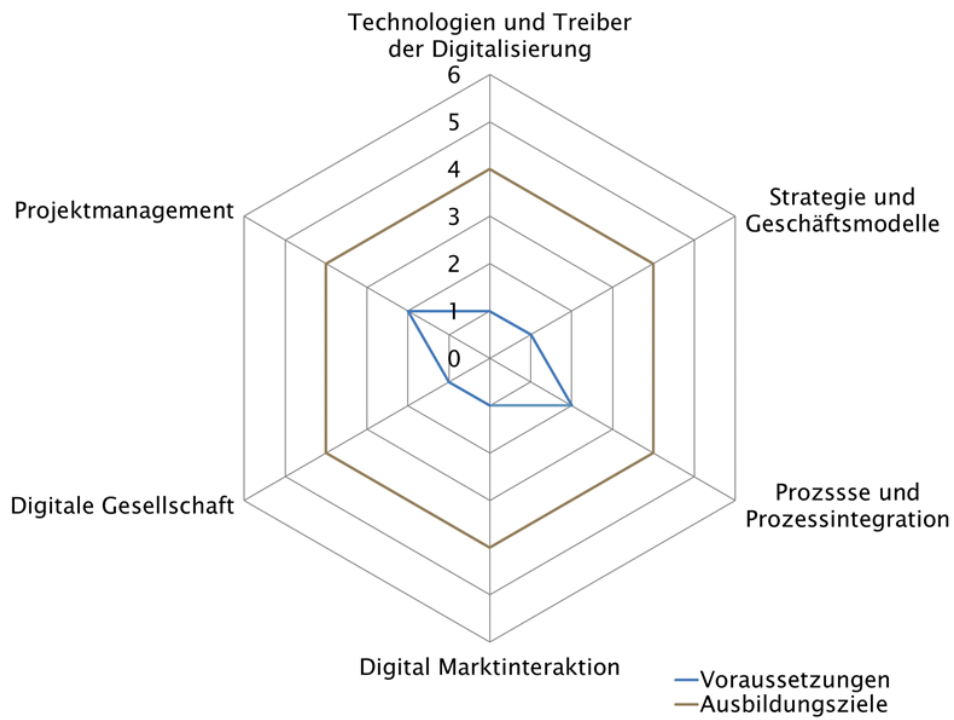 Technologien und Treiber
der Digitalisierung
6
5
4
3
2
1
0
Projektmanagement
Strategie und
Geschäftsmodelle
Digitale Gesellschaft
Prozssse und
Prozessintegration
Digital Marktinteraktion
Voraussetzungen
Ausbildungsziele